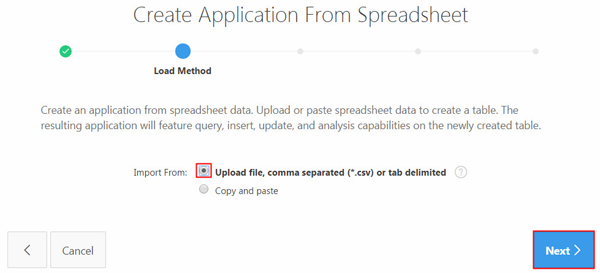 Create Application From Spreadsheet
Load Method
Create an application from spreadsheet data. Upload or paste spreadsheet data to create a table. The
resulting application will feature query, insert, update, and analysis capabilities on the newly created table.
Import From: Upload file, comma separated (*.csv) or tab delimited ?
Copy and paste
Cancel Next